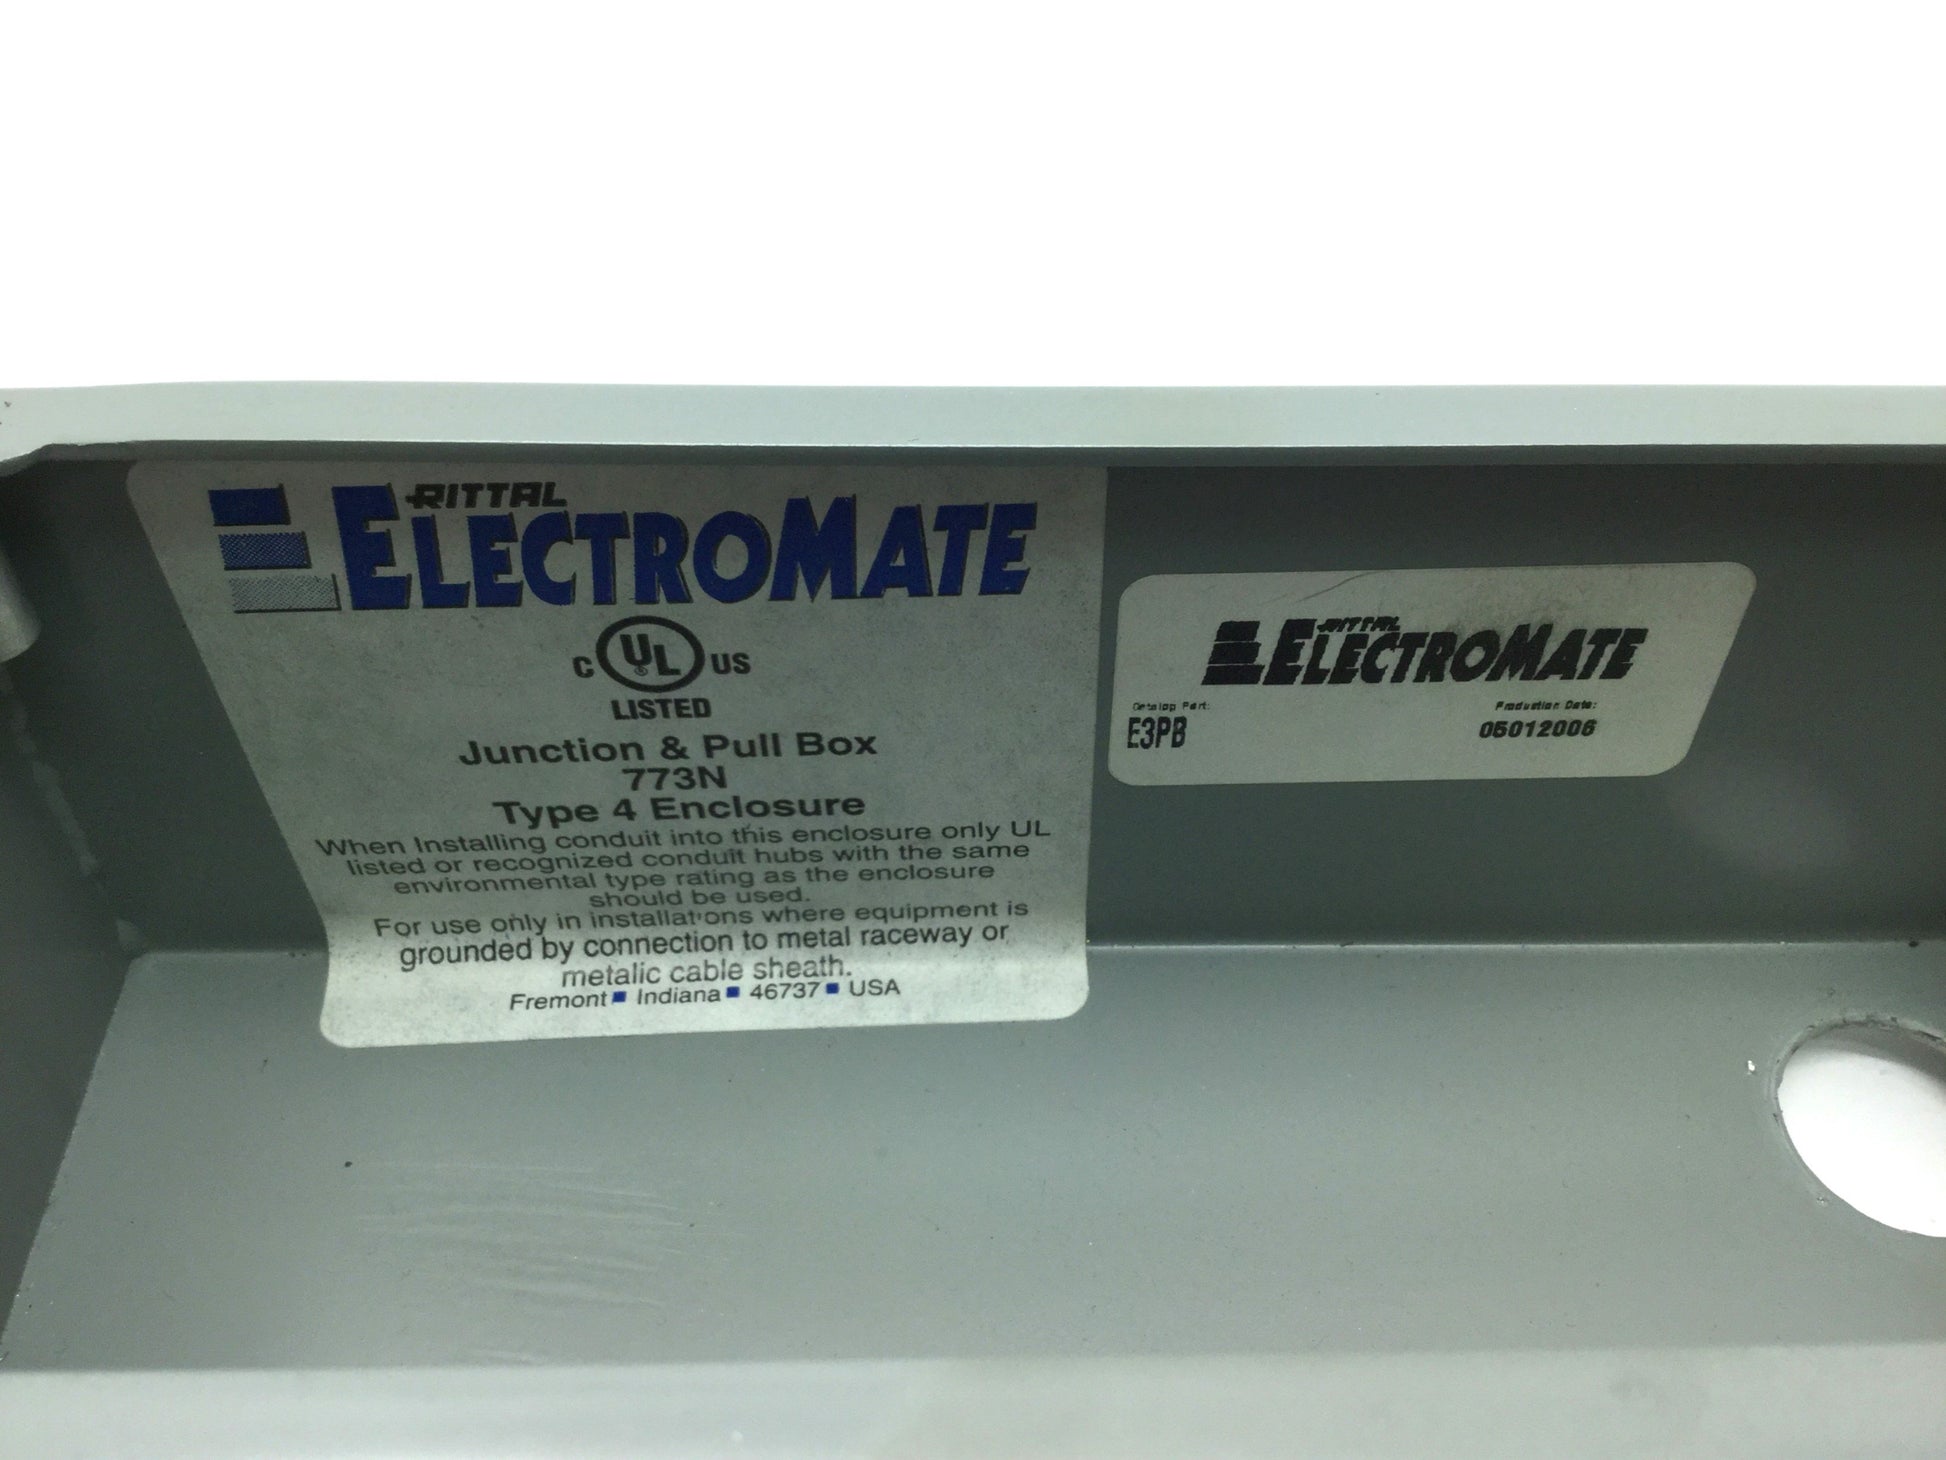 RITTAL
ELECTROMATE
C UL US
LISTED
Junction & Pull Box
773N
Type 4 Enclosure
When Installing conduit into this enclosure only UL
listed or recognized conduit hubs with the same
environmental type rating as the enclosure
should be used.
For use only in installations where equipment is
grounded by connection to metal raceway or
metalic cable sheath.
Fremont ■ Indiana ■ 46737 ■ USA
RITTAL
ELECTROMATE
Catalog Part: Production Date:
E3PB 05012006